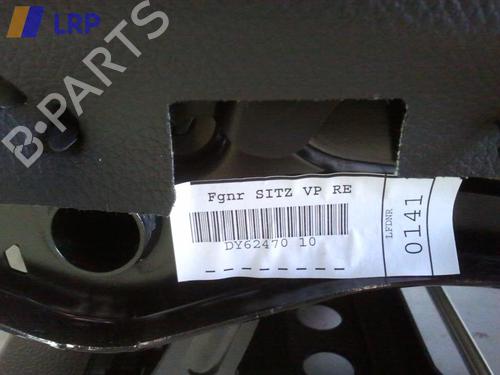 LRP
B-PARTS
Fgnr SITZ VP RE
DY62470 10
LFDNR
0141